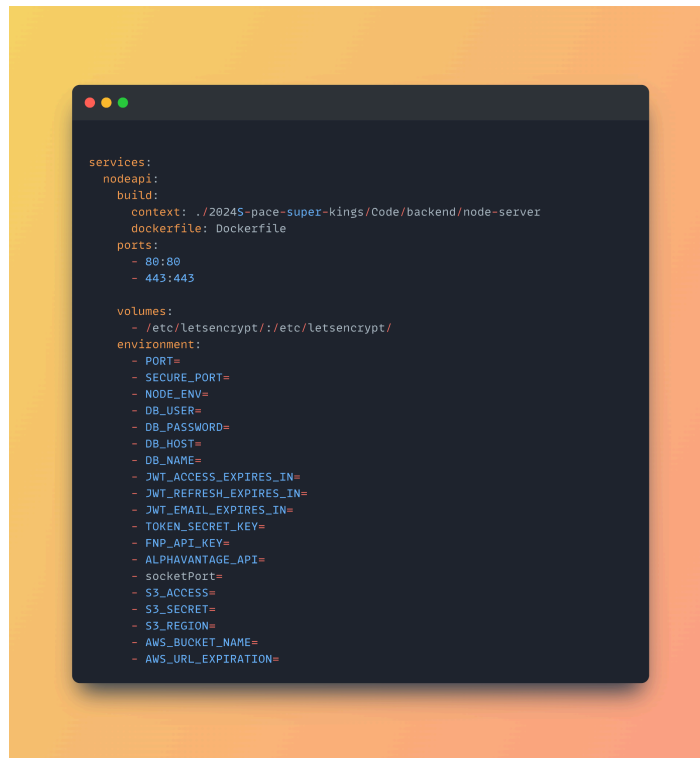 services:
  nodeapi:
    build:
      context: ./2024S-pace-super-kings/Code/backend/node-server
      dockerfile: Dockerfile
    ports:
      - 80:80
      - 443:443
    volumes:
      - /etc/letsencrypt/:/etc/letsencrypt/
    environment:
      - PORT=
      - SECURE_PORT=
      - NODE_ENV=
      - DB_USER=
      - DB_PASSWORD=
      - DB_HOST=
      - DB_NAME=
      - JWT_ACCESS_EXPIRES_IN=
      - JWT_REFRESH_EXPIRES_IN=
      - JWT_EMAIL_EXPIRES_IN=
      - TOKEN_SECRET_KEY=
      - FNP_API_KEY=
      - ALPHAVANTAGE_API=
      - socketPort=
      - S3_ACCESS=
      - S3_SECRET=
      - S3_REGION=
      - AWS_BUCKET_NAME=
      - AWS_URL_EXPIRATION=